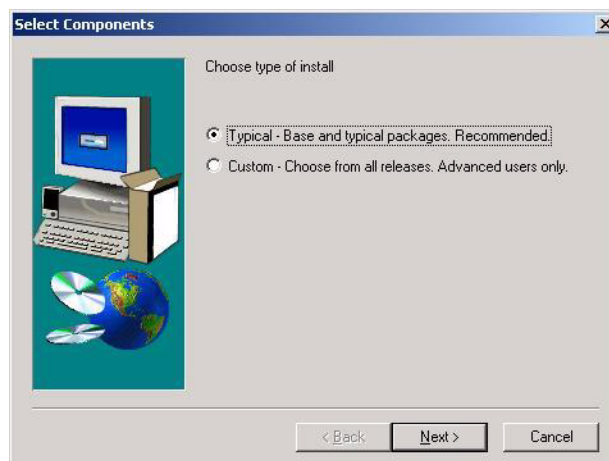 Select Components
Choose type of install
Typical - Base and typical packages. Recommended.
Custom - Choose from all releases. Advanced users only.
< Back
Next >
Cancel